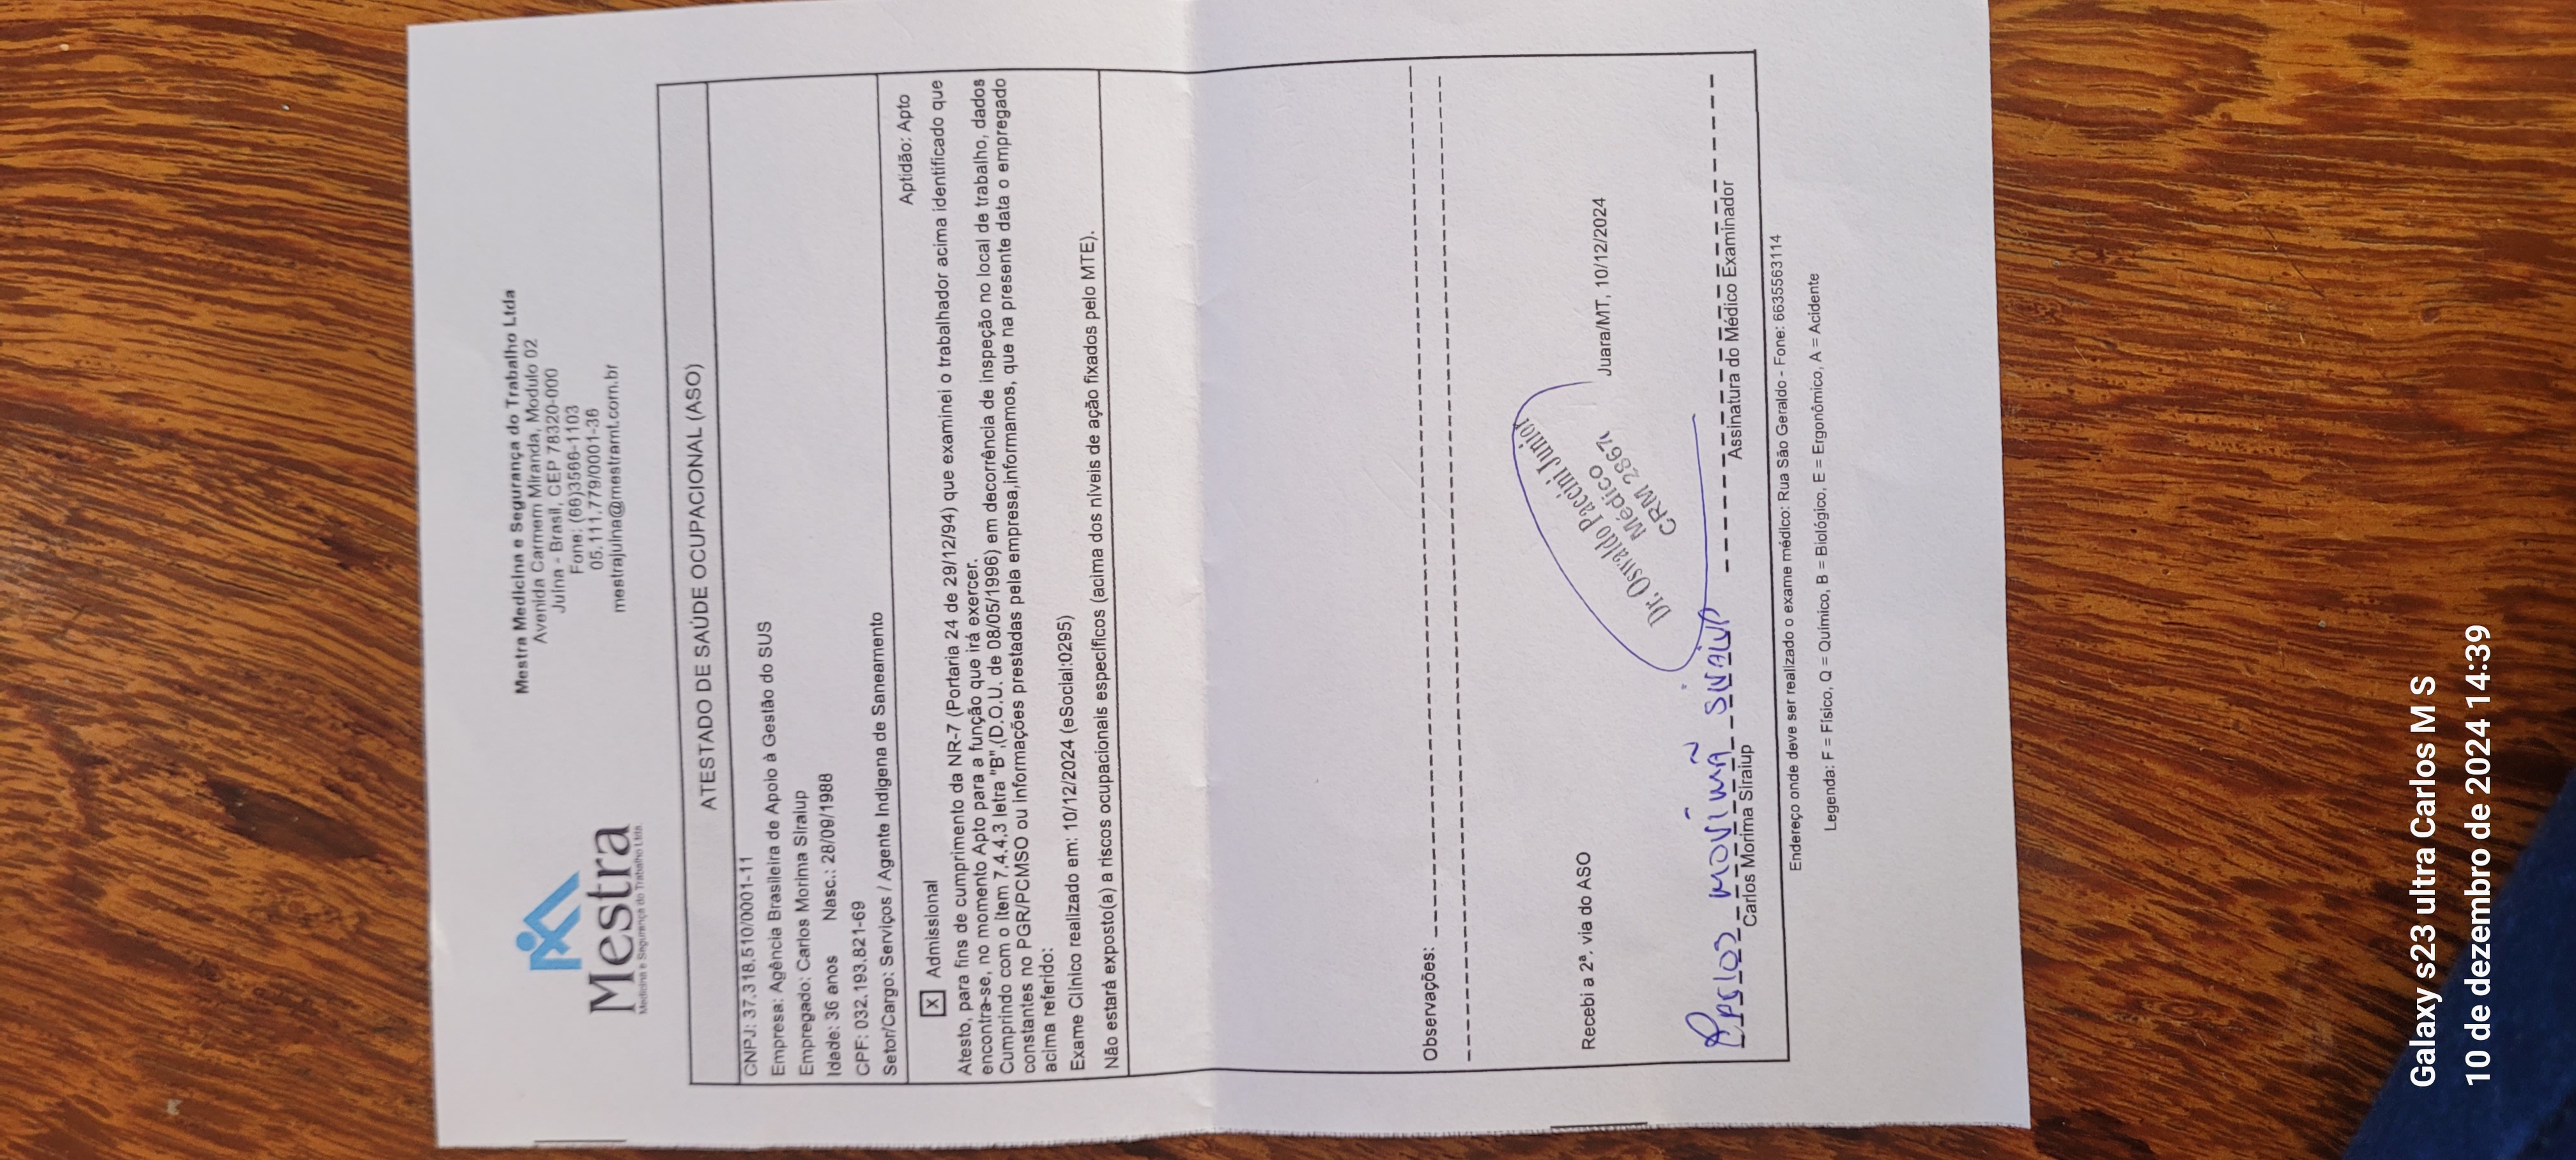 Mestra
Medicina e Segurança do Trabalho Ltda.
Mestra Medicina e Segurança do Trabalho Ltda
Avenida Carmem Miranda, Modulo 02
Juina - Brasil, CEP 78320-000
Fone: (66)3566-1103
05.111.779/0001-36
mestrajuina@mestramt.com.br
ATESTADO DE SAÚDE OCUPACIONAL (ASO)
CNPJ: 37.318.510/0001-11
Empresa: Agência Brasileira de Apoio à Gestão do SUS
Empregado: Carlos Morima Siraiup
Idade: 36 anos Nasc.: 28/09/1988
CPF: 032.193.821-69
Setor/Cargo: Serviços / Agente Indigena de Saneamento
Aptidão: Apto
X Admissional
Atesto, para fins de cumprimento da NR-7 (Portaria 24 de 29/12/94) que examinei o trabalhador acima identificado que
encontra-se, no momento Apto para a função que irá exercer.
Cumprindo com o ítem 7.4.4.3 letra "B",(D.O.U. de 08/05/1996) em decorrência de inspeção no local de trabalho, dados
constantes no PGR/PCMSO ou informações prestadas pela empresa,informamos, que na presente data o empregado
acima referido:
Exame Clínico realizado em: 10/12/2024 (eSocial:0295)
Não estará exposto(a) a riscos ocupacionais específicos (acima dos níveis de ação fixados pelo MTE).
Observações:
Recebi a 2ª. via do ASO
Dr. Oswaldo Paccini Junior
Médico
CRM 2867
Juara/MT, 10/12/2024
Carlos Morimã Siraiup
Carlos Morima Siraiup
Assinatura do Médico Examinador
Endereço onde deve ser realizado o exame médico: Rua São Geraldo - Fone: 6635563114
Legenda: F = Físico, Q = Químico, B = Biológico, E = Ergonômico, A = Acidente
Galaxy s23 ultra Carlos M S
10 de dezembro de 2024 14:39